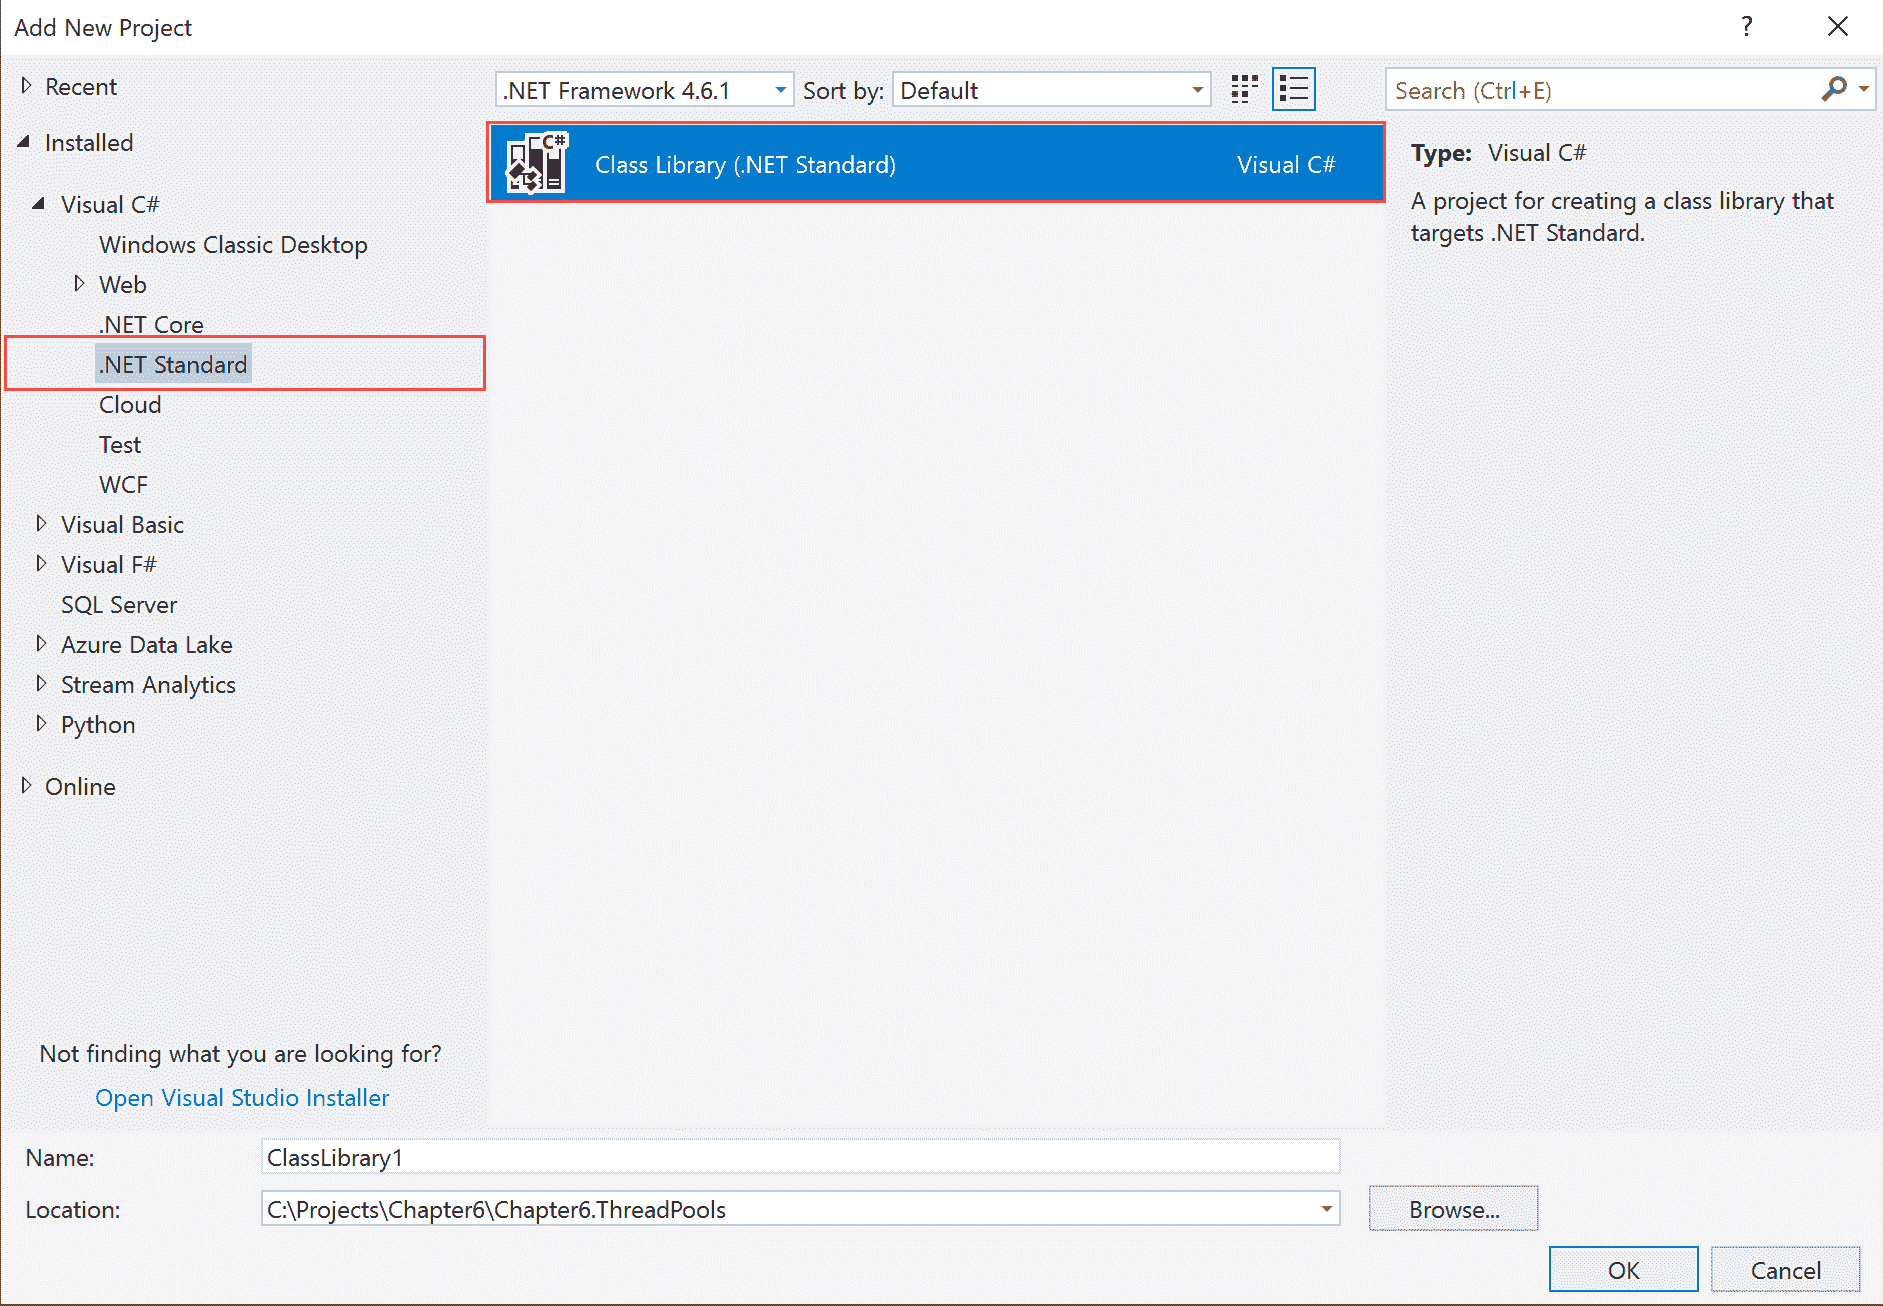 Add New Project
?
Recent
Installed
Visual C#
Windows Classic Desktop
Web
.NET Core
.NET Standard
Cloud
Test
WCF
Visual Basic
Visual F#
SQL Server
Azure Data Lake
Stream Analytics
Python
Online
Not finding what you are looking for?
Open Visual Studio Installer
.NET Framework 4.6.1 Sort by: Default
C# Class Library (.NET Standard) Visual C#
Search (Ctrl+E)
Type: Visual C#
A project for creating a class library that
targets .NET Standard.
Name: ClassLibrary1
Location: C:\Projects\Chapter6\Chapter6.ThreadPools Browse...
OK Cancel